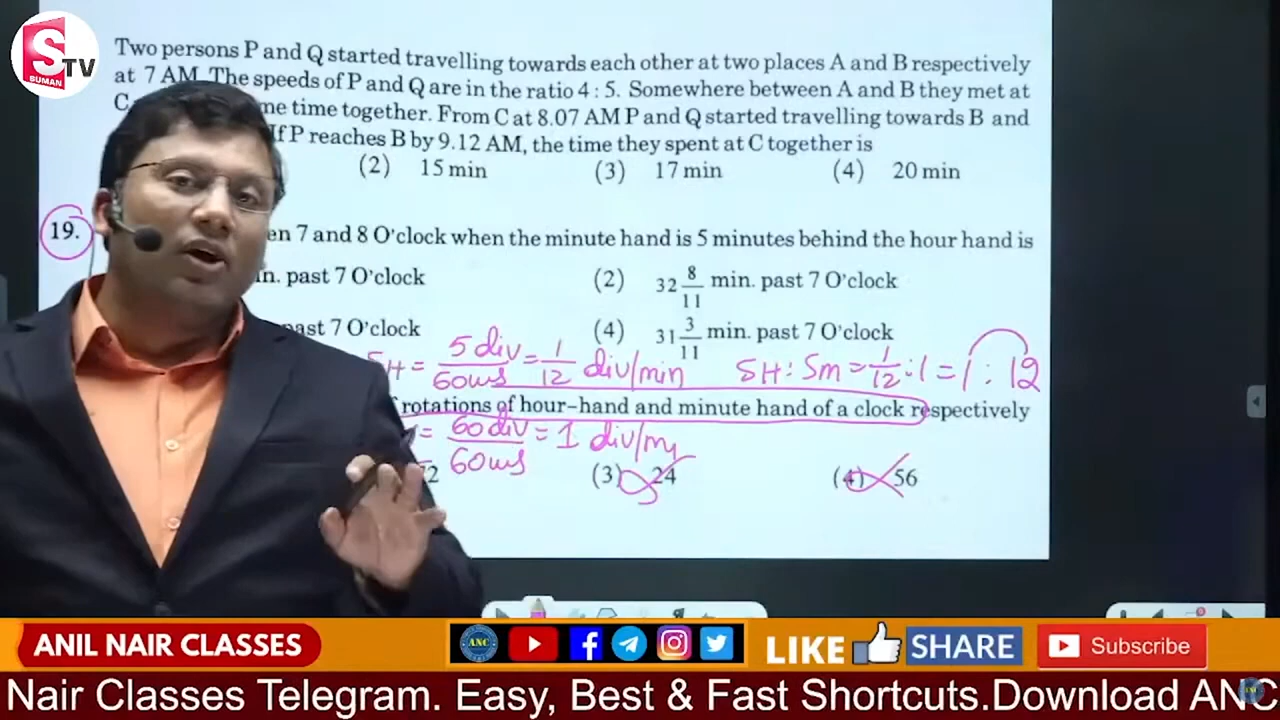 S TV
SUMAN
Two persons P and Q started travelling towards each other at two places A and B respectively
at 7 AM. The speeds of P and Q are in the ratio 4 : 5. Somewhere between A and B they met at
C me time together. From C at 8.07 AM P and Q started travelling towards B and
If P reaches B by 9.12 AM, the time they spent at C together is
(2) 15 min (3) 17 min (4) 20 min
19. en 7 and 8 O'clock when the minute hand is 5 minutes behind the hour hand is
n. past 7 O'clock (2) 32 8/11 min. past 7 O'clock
past 7 O'clock (4) 31 3/11 min. past 7 O'clock
SH = 5 div/60ms = 1/12 div/min SH : Sm = 1/12 : 1 = 1 : 12
rotations of hour-hand and minute hand of a clock respectively
= 60 div/60ms = 1 div/m
2 (3) 24 (4) 56
ANIL NAIR CLASSES ANC LIKE SHARE Subscribe
Nair Classes Telegram. Easy, Best & Fast Shortcuts.Download ANC